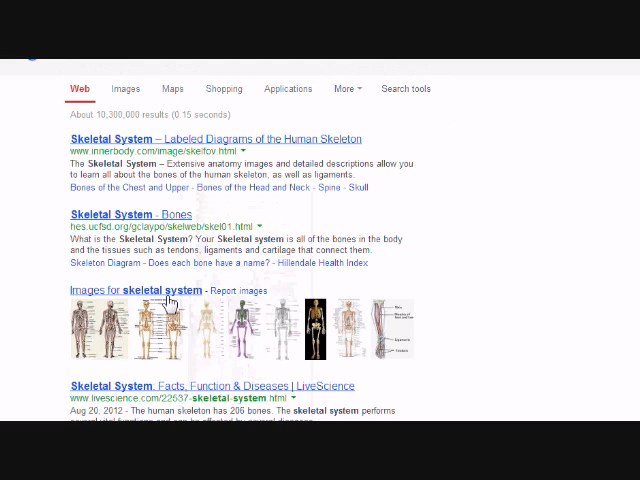 Web Images Maps Shopping Applications More Search tools
About 10,300,000 results (0.15 seconds)
Skeletal System – Labeled Diagrams of the Human Skeleton
www.innerbody.com/image/skelfov.html
The Skeletal System – Extensive anatomy images and detailed descriptions allow you
to learn all about the bones of the human skeleton, as well as ligaments.
Bones of the Chest and Upper - Bones of the Head and Neck - Spine - Skull
Skeletal System - Bones
hes.ucfsd.org/gclaypo/skelweb/skel01.html
What is the Skeletal System? Your Skeletal system is all of the bones in the body
and the tissues such as tendons, ligaments and cartilage that connect them.
Skeleton Diagram - Does each bone have a name? - Hillendale Health Index
Images for skeletal system - Report images
Skeletal System: Facts, Function & Diseases | LiveScience
www.livescience.com/22537-skeletal-system.html
Aug 20, 2012 - The human skeleton has 206 bones. The skeletal system performs